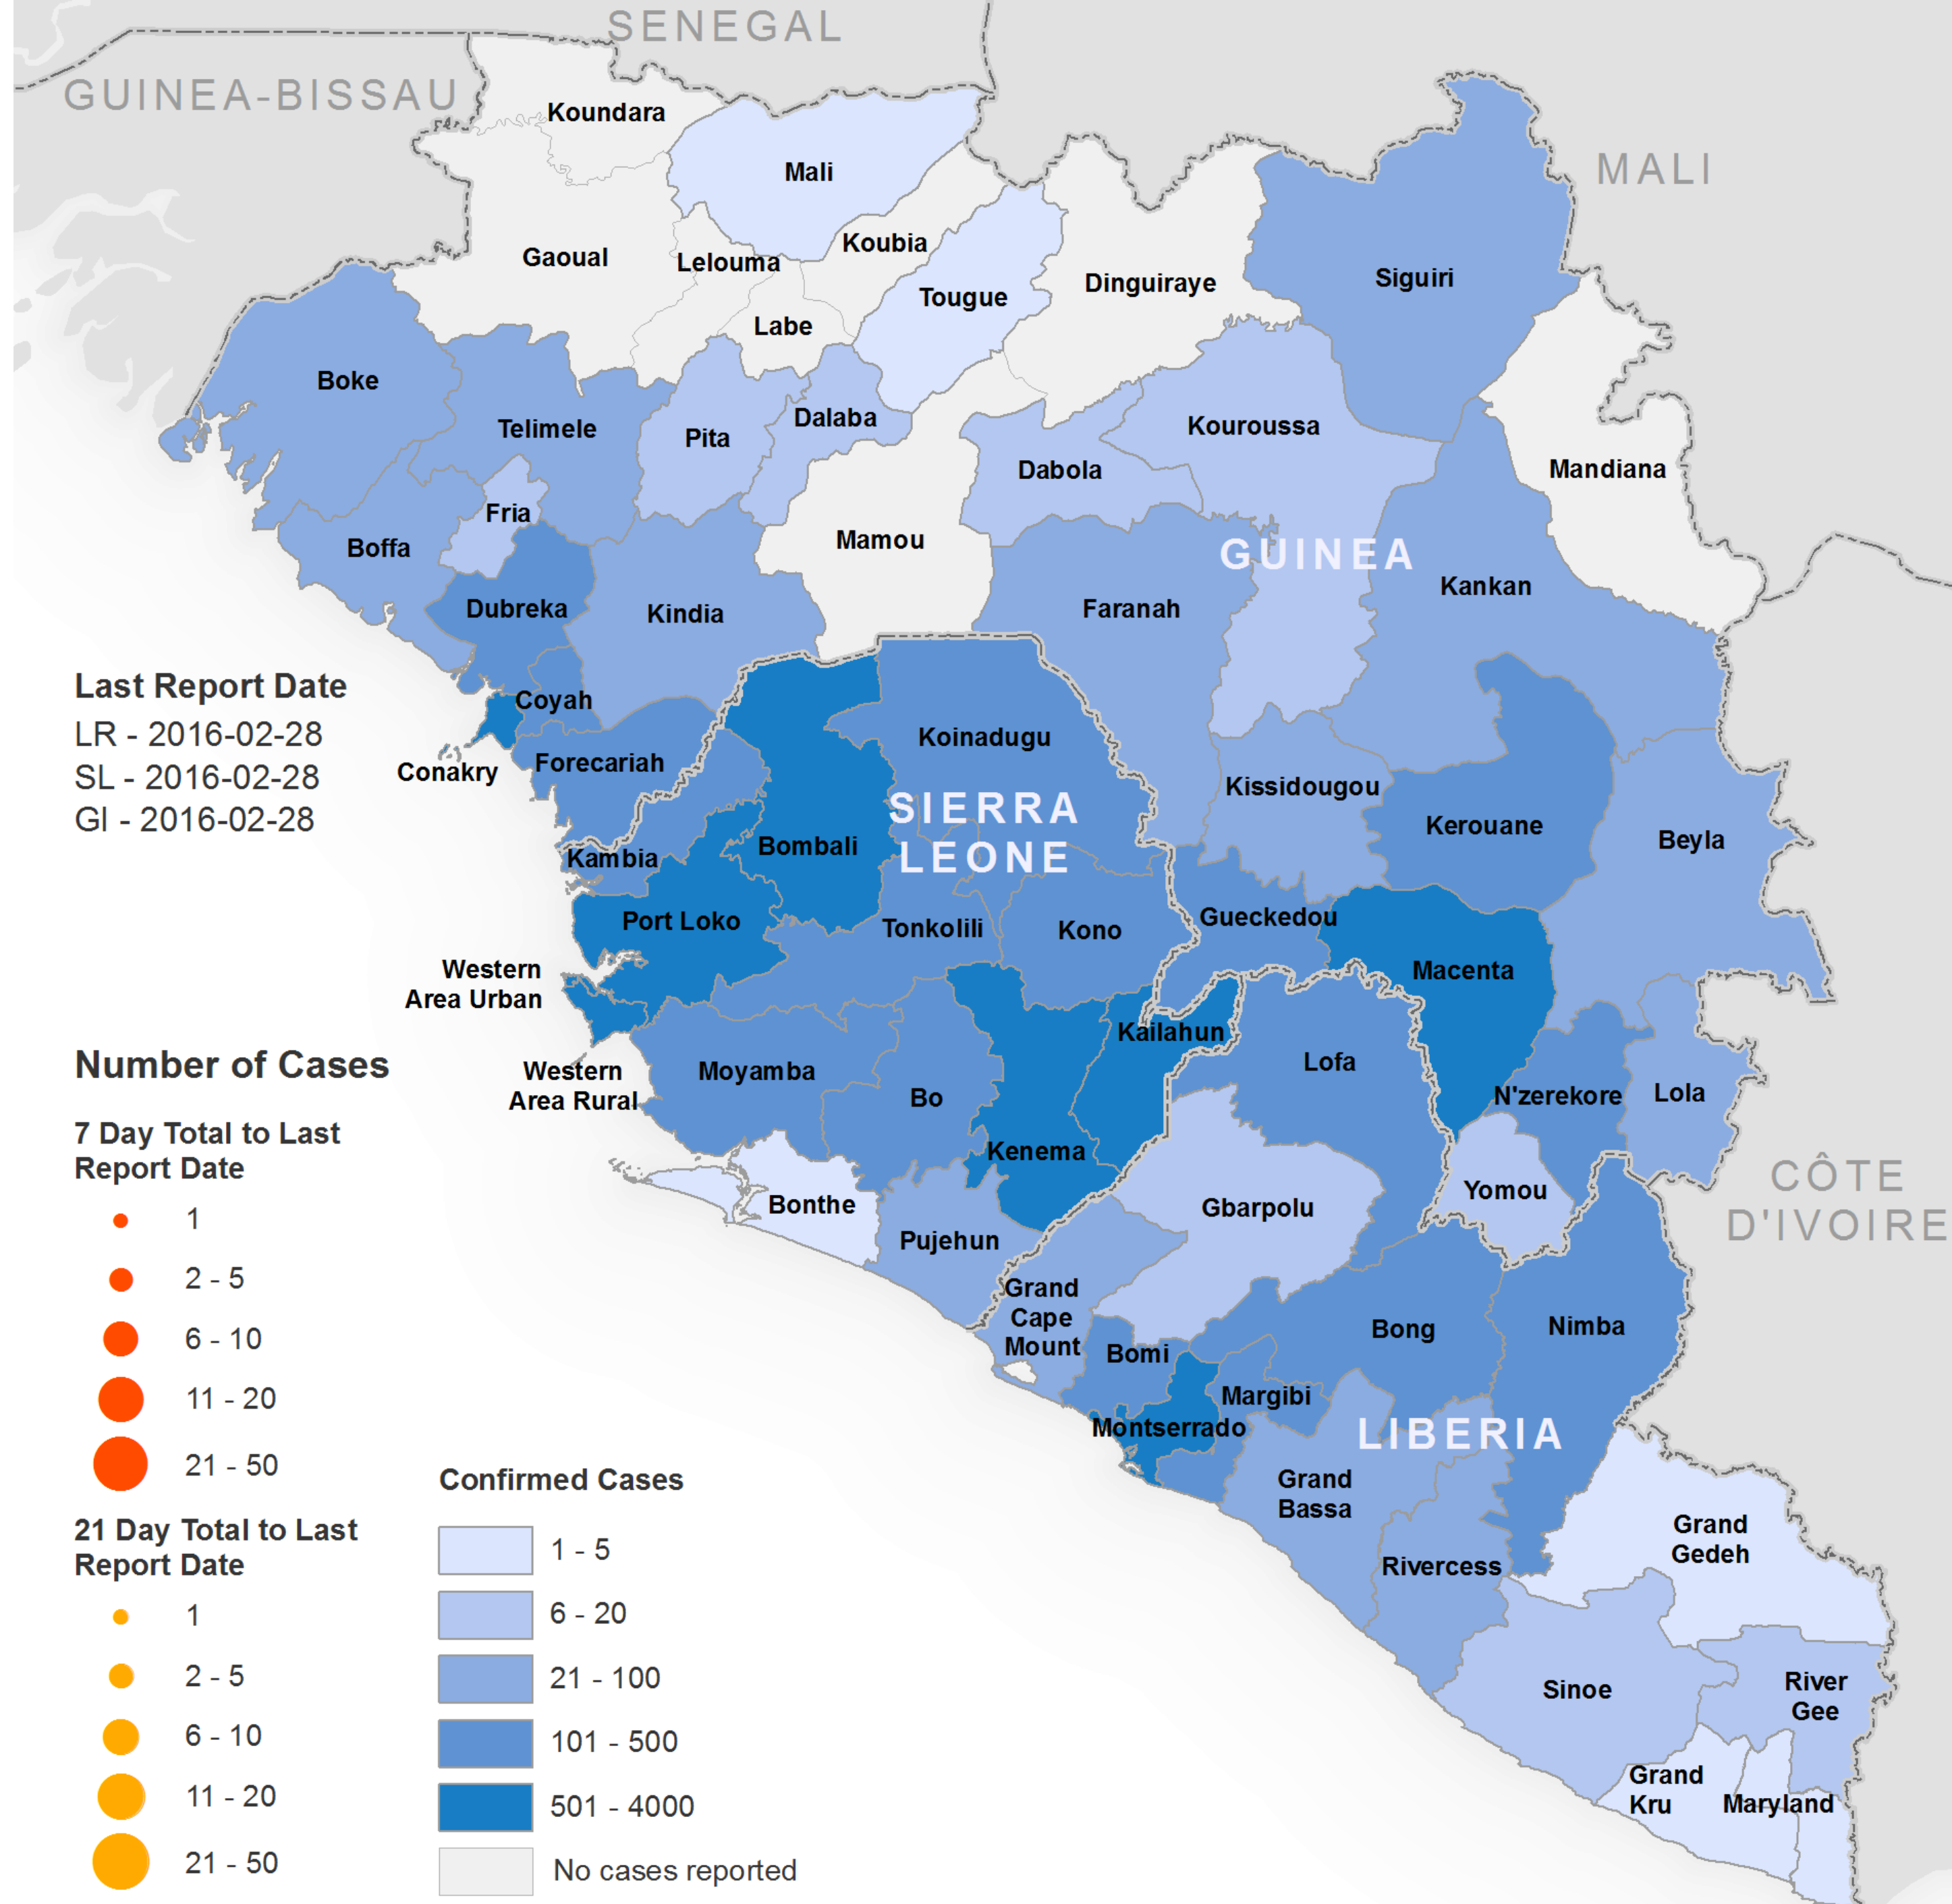 SENEGAL
GUINEA-BISSAU
Koundara
MALI
Mali
Koubia
Gaoual
Lelouma
Siguiri
Dinguiraye
Tougue
Labe
Boke
Dalaba
Kouroussa
Telimele
Pita
Dabola
Mandiana
Fria
Mamou
Boffa
GUINEA
Kankan
Dubreka
Kindia
Faranah
Last Report Date
LR - 2016-02-28
SL - 2016-02-28
GI - 2016-02-28
Coyah
Koinadugu
Forecariah
Conakry
Kissidougou
SIERRA
LEONE
Kerouane
Beyla
Bombali
Kambia
Port Loko
Tonkolili
Kono
Gueckedou
Macenta
Western
Area Urban
Kailahun
Lofa
Moyamba
Western
Area Rural
Bo
N'zerekore
Lola
Kenema
CÔTE
D'IVOIRE
Yomou
Bonthe
Gbarpolu
Pujehun
Grand
Cape
Mount
Bong
Nimba
Bomi
Margibi
Montserrado
LIBERIA
Grand
Bassa
Grand
Gedeh
Rivercess
Sinoe
River
Gee
Grand
Kru
Maryland
Number of Cases
7 Day Total to Last
Report Date
1
2 - 5
6 - 10
11 - 20
21 - 50
21 Day Total to Last
Report Date
1
2 - 5
6 - 10
11 - 20
21 - 50
Confirmed Cases
1 - 5
6 - 20
21 - 100
101 - 500
501 - 4000
No cases reported